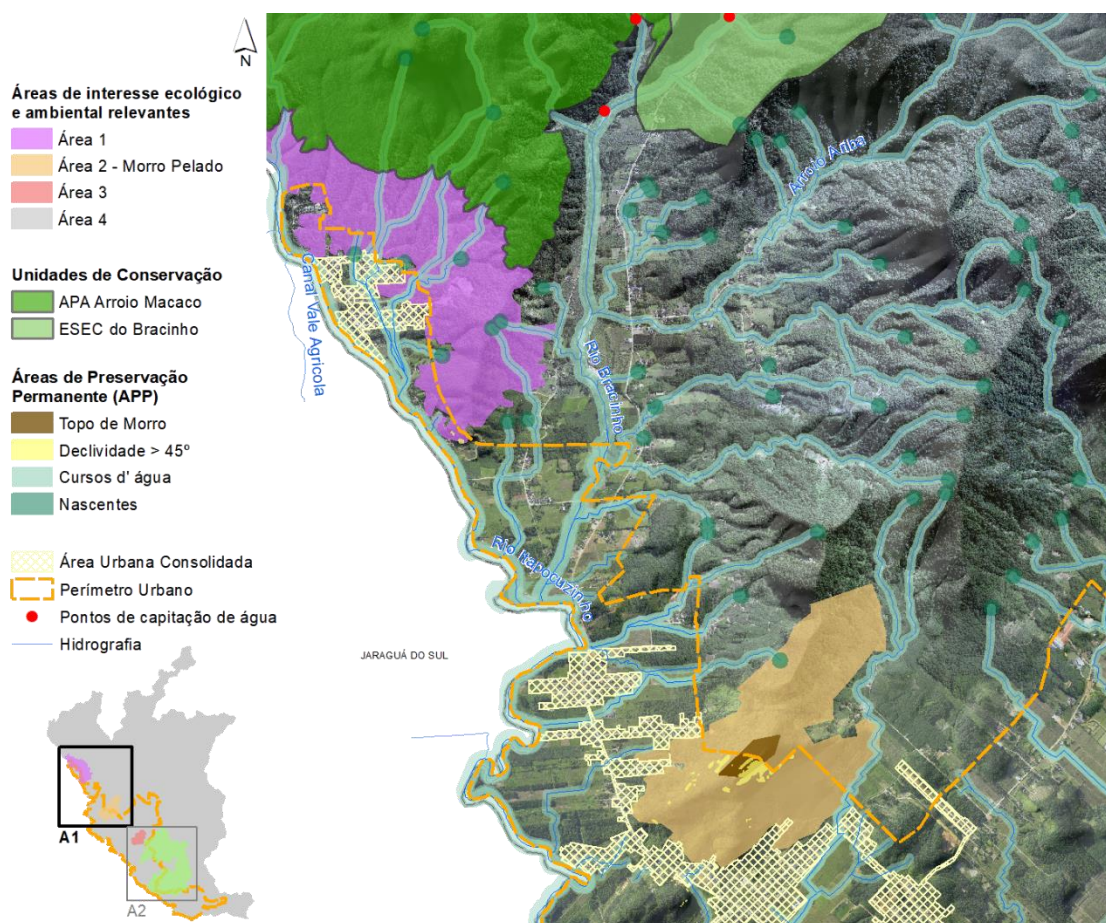 N
Áreas de interesse ecológico
e ambiental relevantes
Área 1
Área 2 - Morro Pelado
Área 3
Área 4
Unidades de Conservação
APA Arroio Macaco
ESEC do Bracinho
Áreas de Preservação
Permanente (APP)
Topo de Morro
Declividade > 45º
Cursos d' água
Nascentes
Área Urbana Consolidada
Perímetro Urbano
Pontos de capitação de água
Hidrografia
A1
A2
Canal Vale Agrícola
Arroio Ariba
Rio Bracinho
Rio Itapocuzinho
JARAGUÁ DO SUL